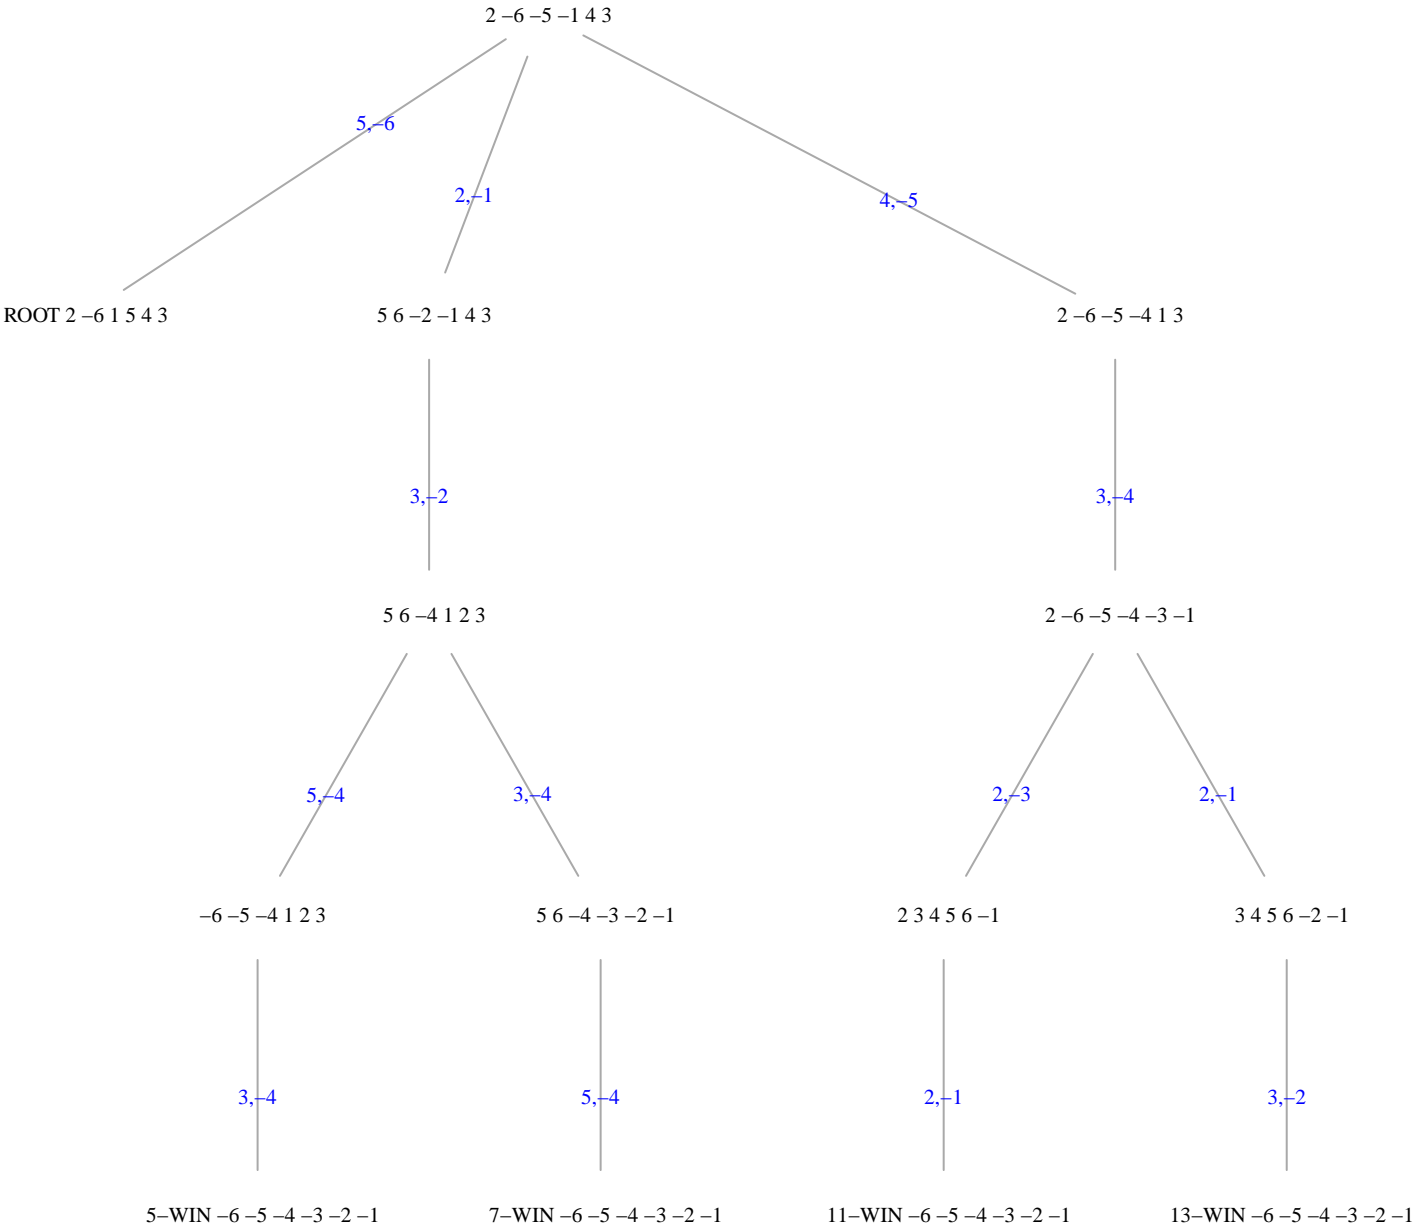 2 –6 –5 –1 4 3
5,–6
2,–1
4,–5
ROOT 2 –6 1 5 4 3
5 6 –2 –1 4 3
2 –6 –5 –4 1 3
3,–2
3,–4
5 6 –4 1 2 3
2 –6 –5 –4 –3 –1
5,–4
3,–4
2,–3
2,–1
–6 –5 –4 1 2 3
5 6 –4 –3 –2 –1
2 3 4 5 6 –1
3 4 5 6 –2 –1
3,–4
5,–4
2,–1
3,–2
5–WIN –6 –5 –4 –3 –2 –1
7–WIN –6 –5 –4 –3 –2 –1
11–WIN –6 –5 –4 –3 –2 –1
13–WIN –6 –5 –4 –3 –2 –1